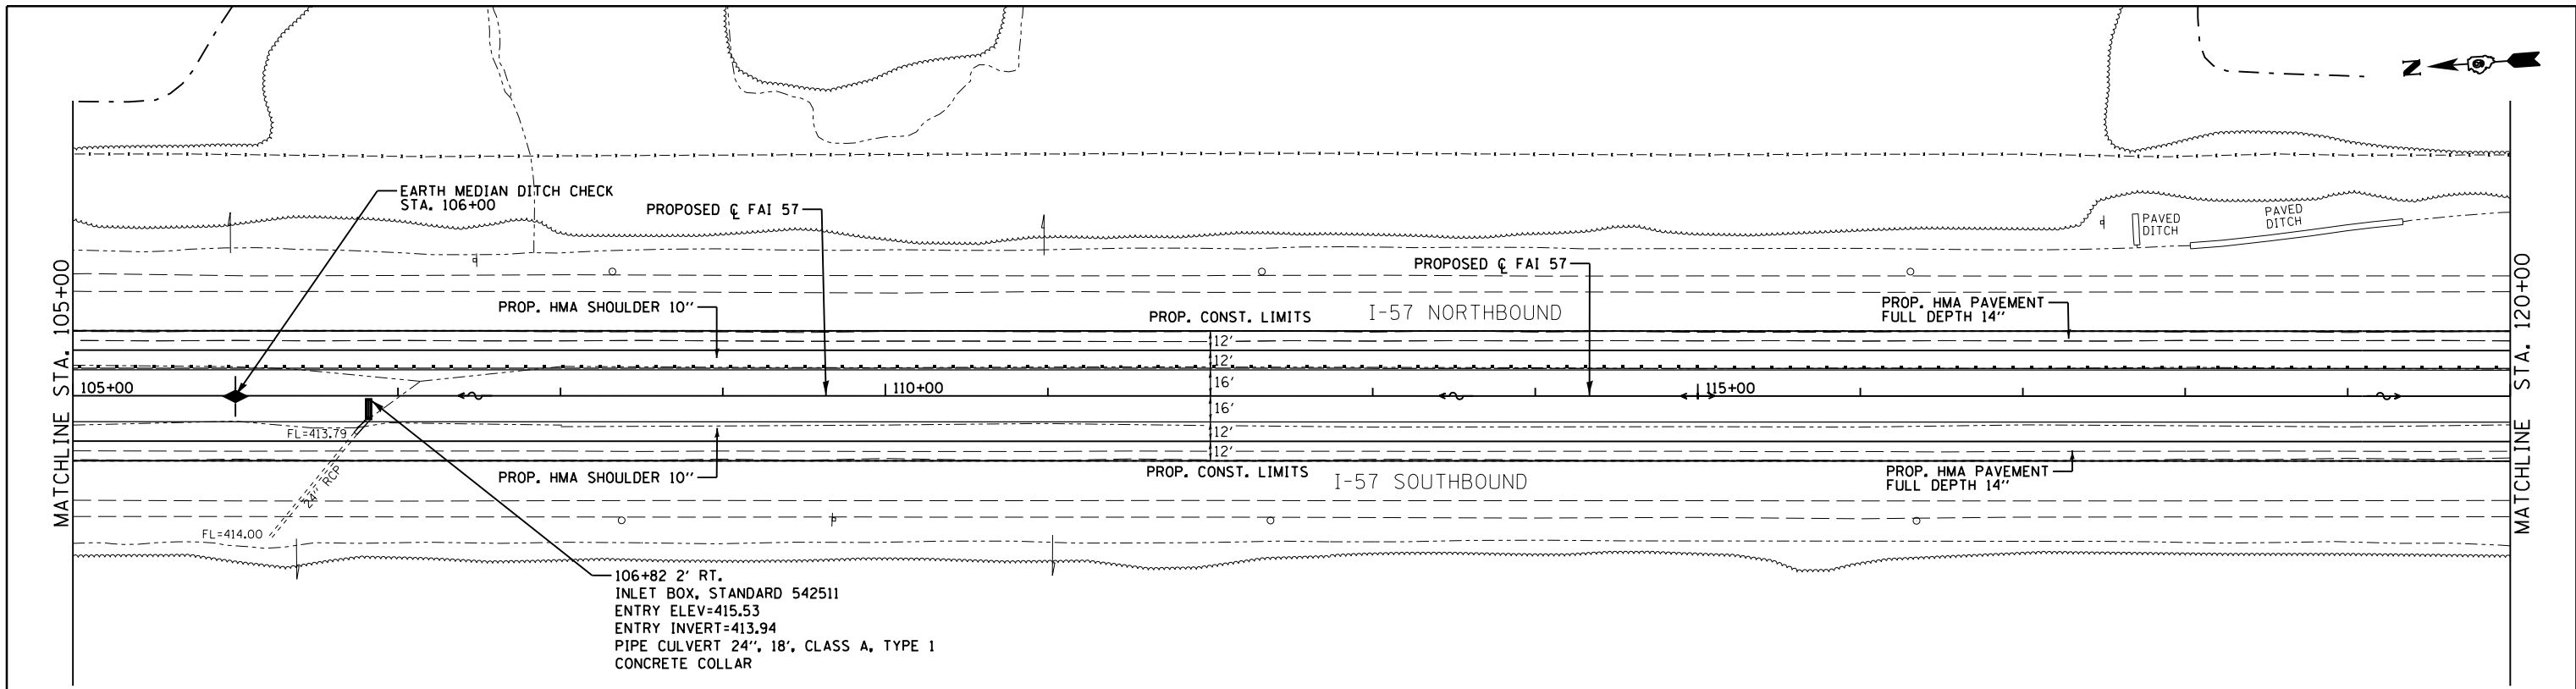 N
EARTH MEDIAN DITCH CHECK
STA. 106+00
PROPOSED ℄ FAI 57
PAVED
DITCH
PAVED
DITCH
PROPOSED ℄ FAI 57
MATCHLINE STA. 105+00
MATCHLINE STA. 120+00
PROP. HMA SHOULDER 10"
PROP. CONST. LIMITS
I-57 NORTHBOUND
PROP. HMA PAVEMENT
FULL DEPTH 14"
12'
12'
16'
105+00
110+00
115+00
16'
12'
12'
FL=413.79
24" RCP
FL=414.00
PROP. HMA SHOULDER 10"
PROP. CONST. LIMITS
I-57 SOUTHBOUND
PROP. HMA PAVEMENT
FULL DEPTH 14"
106+82 2' RT.
INLET BOX, STANDARD 542511
ENTRY ELEV=415.53
ENTRY INVERT=413.94
PIPE CULVERT 24", 18', CLASS A, TYPE 1
CONCRETE COLLAR